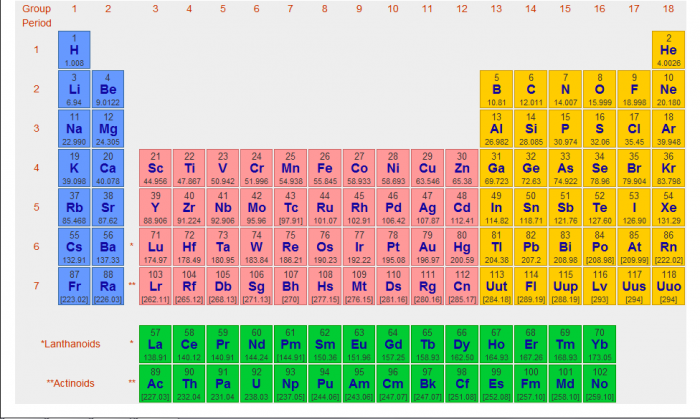 Group 1 2 3 4 5 6 7 8 9 10 11 12 13 14 15 16 17 18
Period
1 2
1 H He
1.008 4.0026
3 4 5 6 7 8 9 10
2 Li Be B C N O F Ne
6.94 9.0122 10.81 12.011 14.007 15.999 18.998 20.180
11 12 13 14 15 16 17 18
3 Na Mg Al Si P S Cl Ar
22.990 24.305 26.982 28.085 30.974 32.06 35.45 39.948
19 20 21 22 23 24 25 26 27 28 29 30 31 32 33 34 35 36
4 K Ca Sc Ti V Cr Mn Fe Co Ni Cu Zn Ga Ge As Se Br Kr
39.098 40.078 44.956 47.867 50.942 51.996 54.938 55.845 58.933 58.693 63.546 65.38 69.723 72.63 74.922 78.96 79.904 83.798
37 38 39 40 41 42 43 44 45 46 47 48 49 50 51 52 53 54
5 Rb Sr Y Zr Nb Mo Tc Ru Rh Pd Ag Cd In Sn Sb Te I Xe
85.468 87.62 88.906 91.224 92.906 95.96 [97.91] 101.07 102.91 106.42 107.87 112.41 114.82 118.71 121.76 127.60 126.90 131.29
55 56 71 72 73 74 75 76 77 78 79 80 81 82 83 84 85 86
6 Cs Ba * Lu Hf Ta W Re Os Ir Pt Au Hg Tl Pb Bi Po At Rn
132.91 137.33 174.97 178.49 180.95 183.84 186.21 190.23 192.22 195.08 196.97 200.59 204.38 207.2 208.98 [208.98] [209.99] [222.02]
87 88 103 104 105 106 107 108 109 110 111 112 113 114 115 116 117 118
7 Fr Ra ** Lr Rf Db Sg Bh Hs Mt Ds Rg Cn Uut Fl Uup Lv Uus Uuo
[223.02] [226.03] [262.11] [265.12] [268.13] [271.13] [270] [277.15] [276.15] [281.16] [280.16] [285.17] [284.18] [289.19] [288.19] [293] [294] [294]
57 58 59 60 61 62 63 64 65 66 67 68 69 70
*Lanthanoids * La Ce Pr Nd Pm Sm Eu Gd Tb Dy Ho Er Tm Yb
138.91 140.12 140.91 144.24 [144.91] 150.36 151.96 157.25 158.93 162.50 164.93 167.26 168.93 173.05
89 90 91 92 93 94 95 96 97 98 99 100 101 102
**Actinoids ** Ac Th Pa U Np Pu Am Cm Bk Cf Es Fm Md No
[227.03] 232.04 231.04 238.03 [237.05] [244.06] [243.06] [247.07] [247.07] [251.08] [252.08] [257.10] [258.10] [259.10]